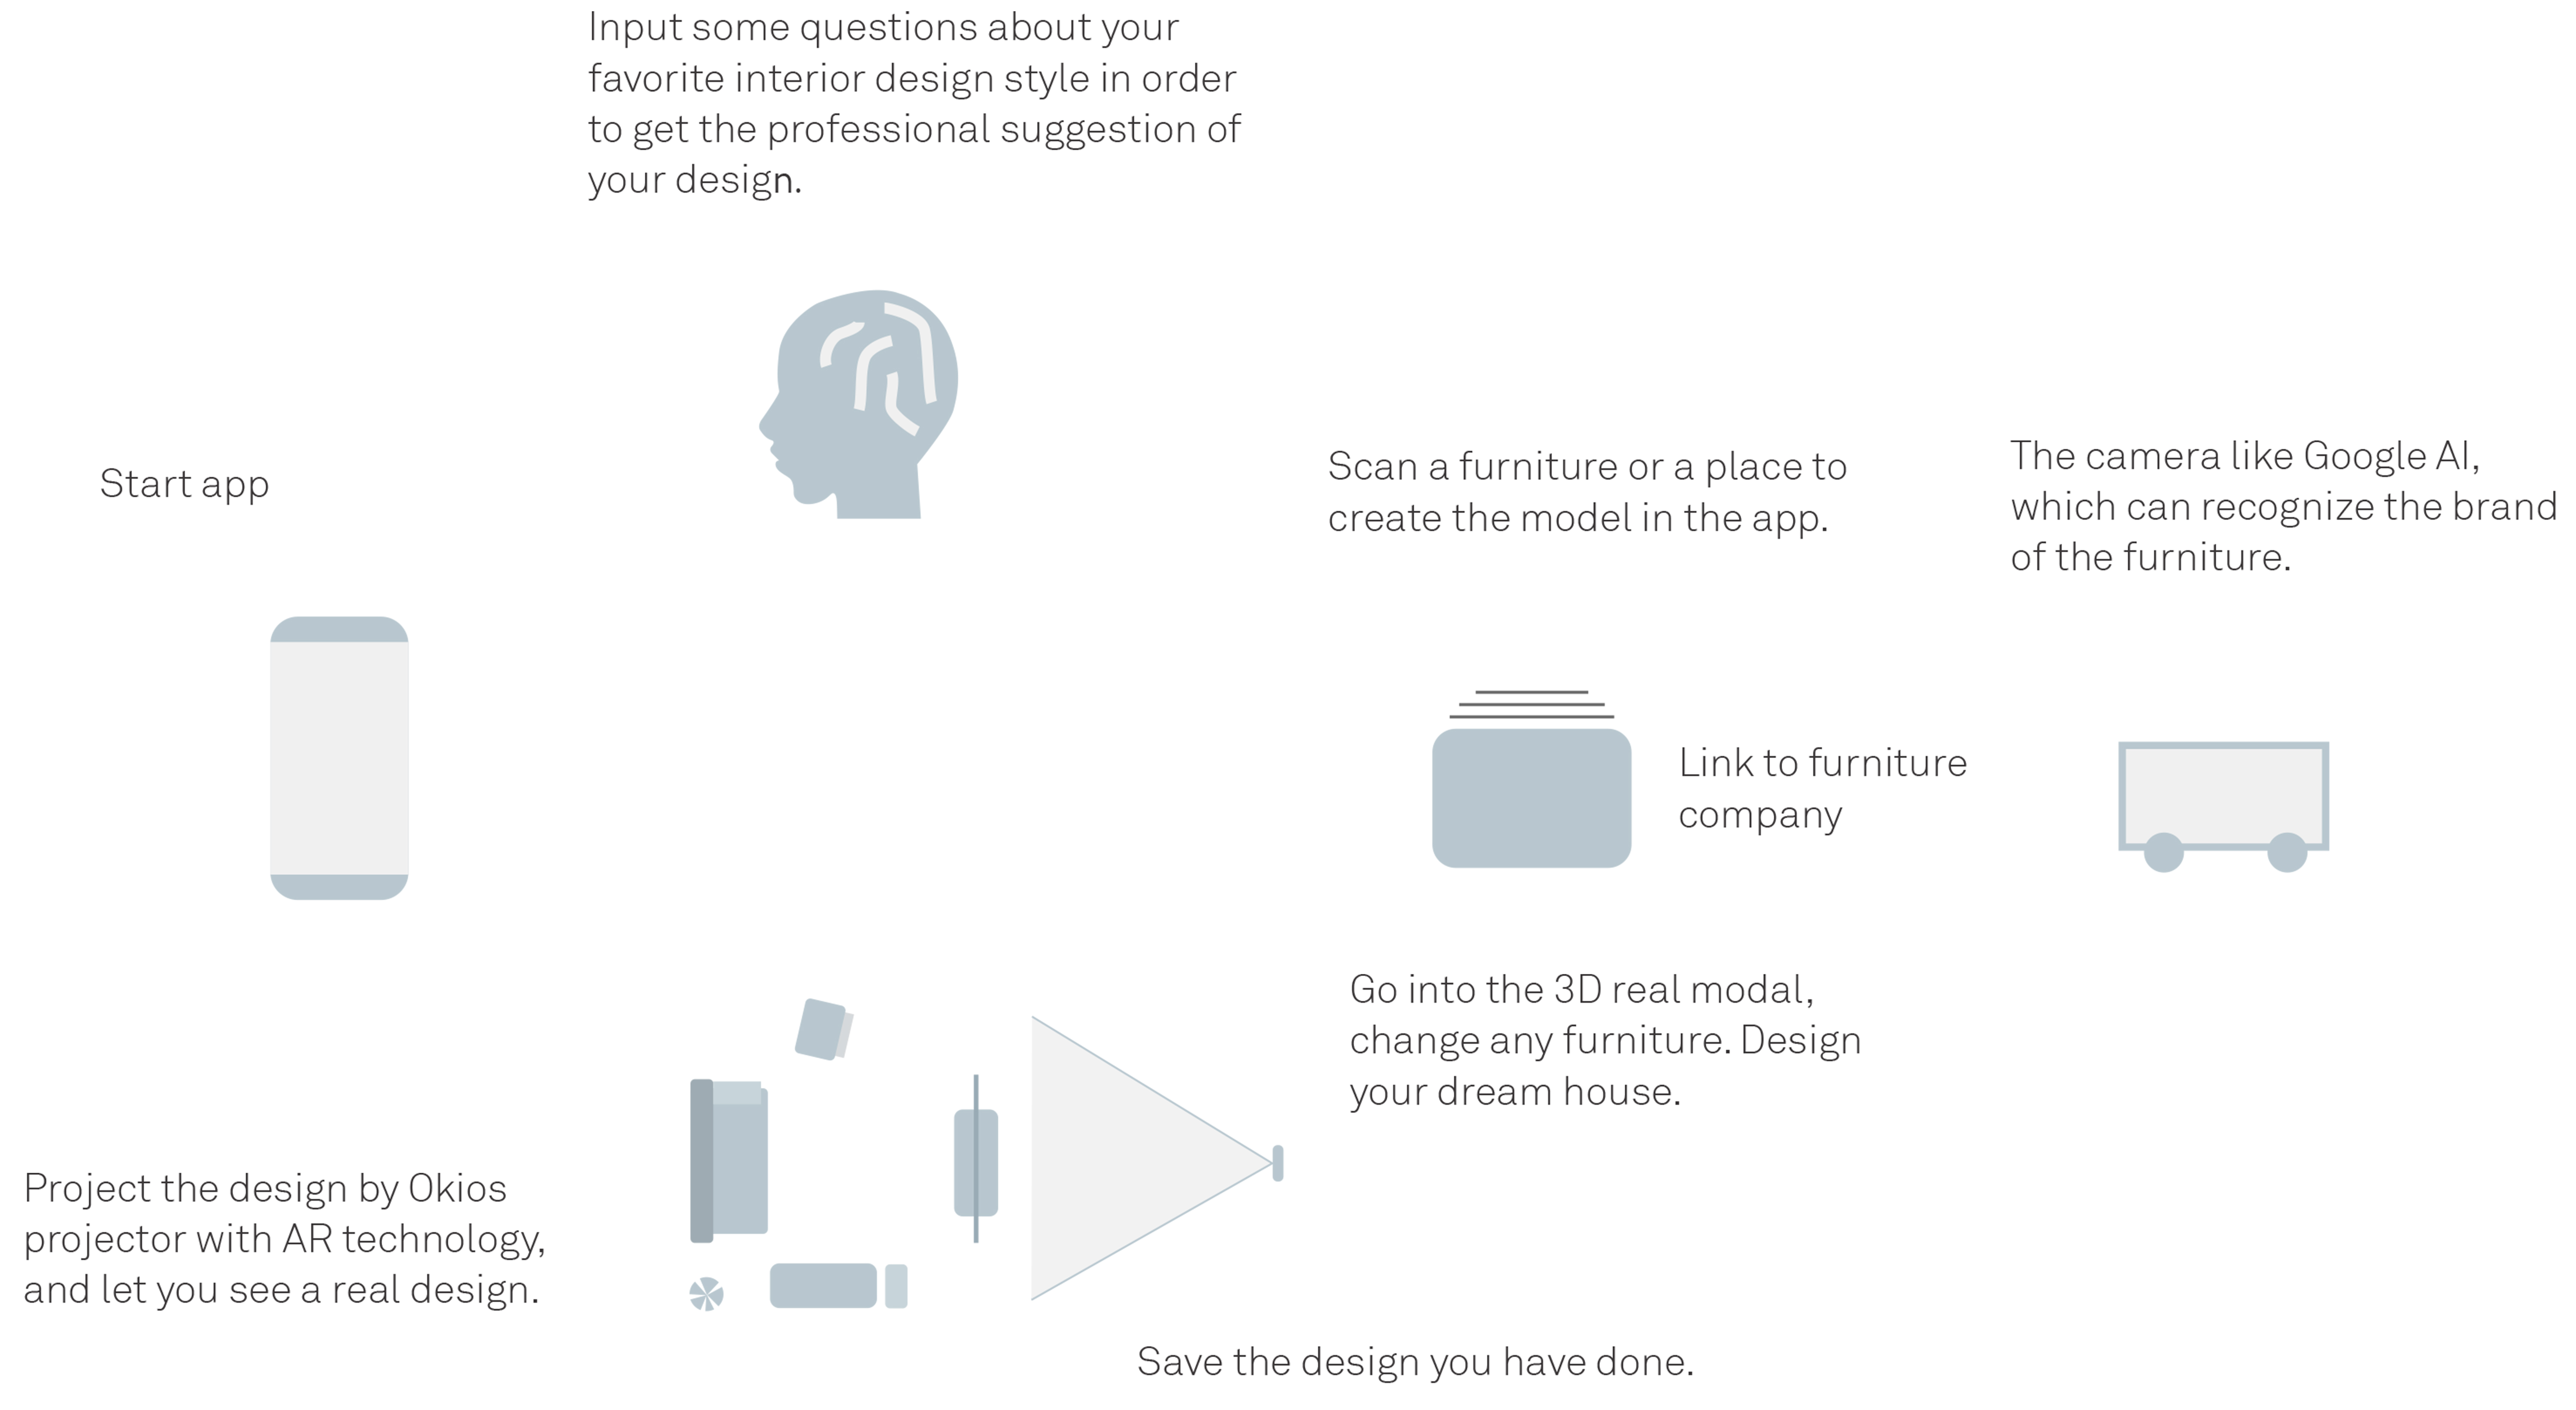 Input some questions about your
favorite interior design style in order
to get the professional suggestion of
your design.
Start app
Scan a furniture or a place to
create the model in the app.
The camera like Google AI,
which can recognize the brand
of the furniture.
Link to furniture
company
Go into the 3D real modal,
change any furniture. Design
your dream house.
Project the design by Okios
projector with AR technology,
and let you see a real design.
Save the design you have done.